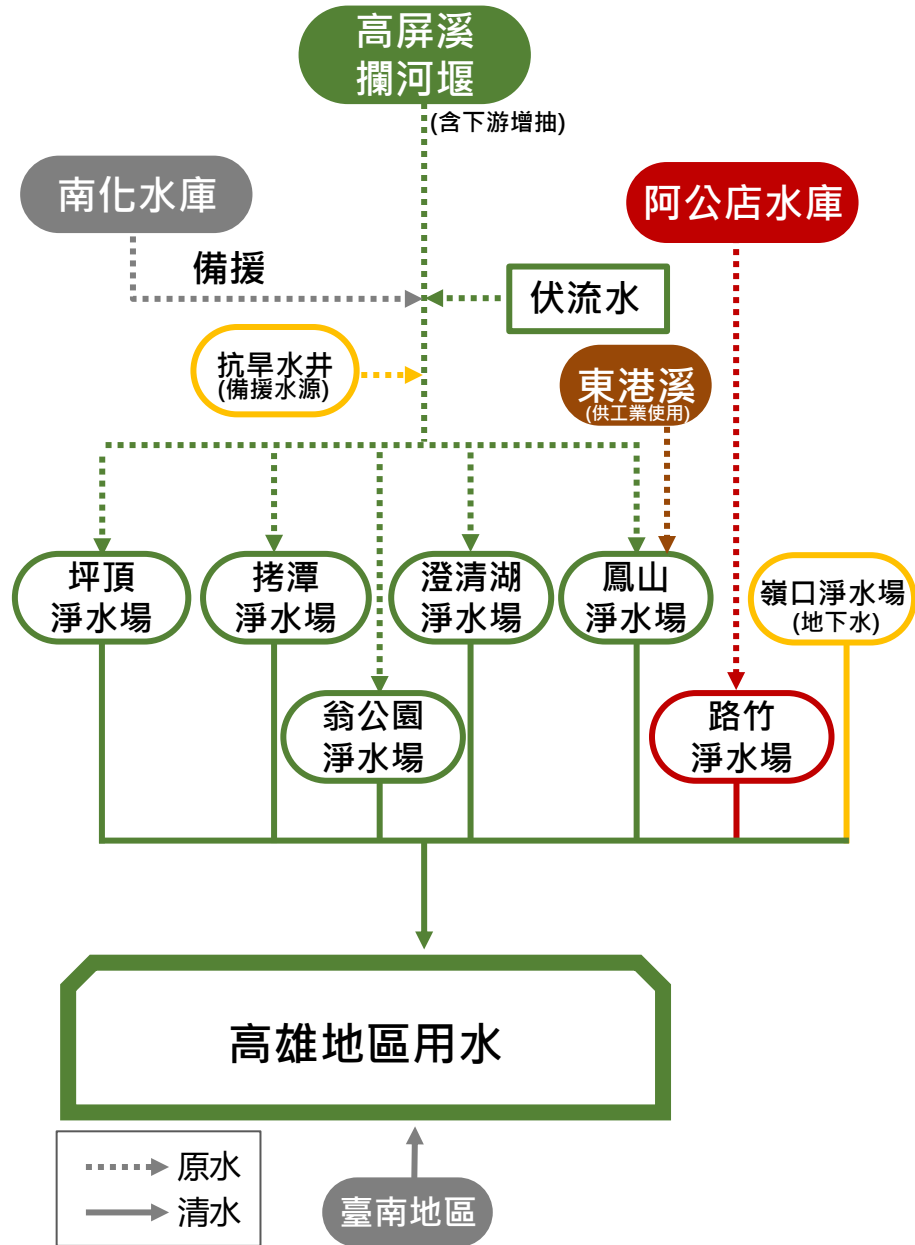 高屏溪
攔河堰
(含下游增抽)
南化水庫
阿公店水庫
備援
伏流水
抗旱水井
(備援水源)
東港溪
(供工業使用)
坪頂
淨水場
拷潭
淨水場
澄清湖
淨水場
鳳山
淨水場
嶺口淨水場
(地下水)
翁公園
淨水場
路竹
淨水場
高雄地區用水
原水
清水
臺南地區